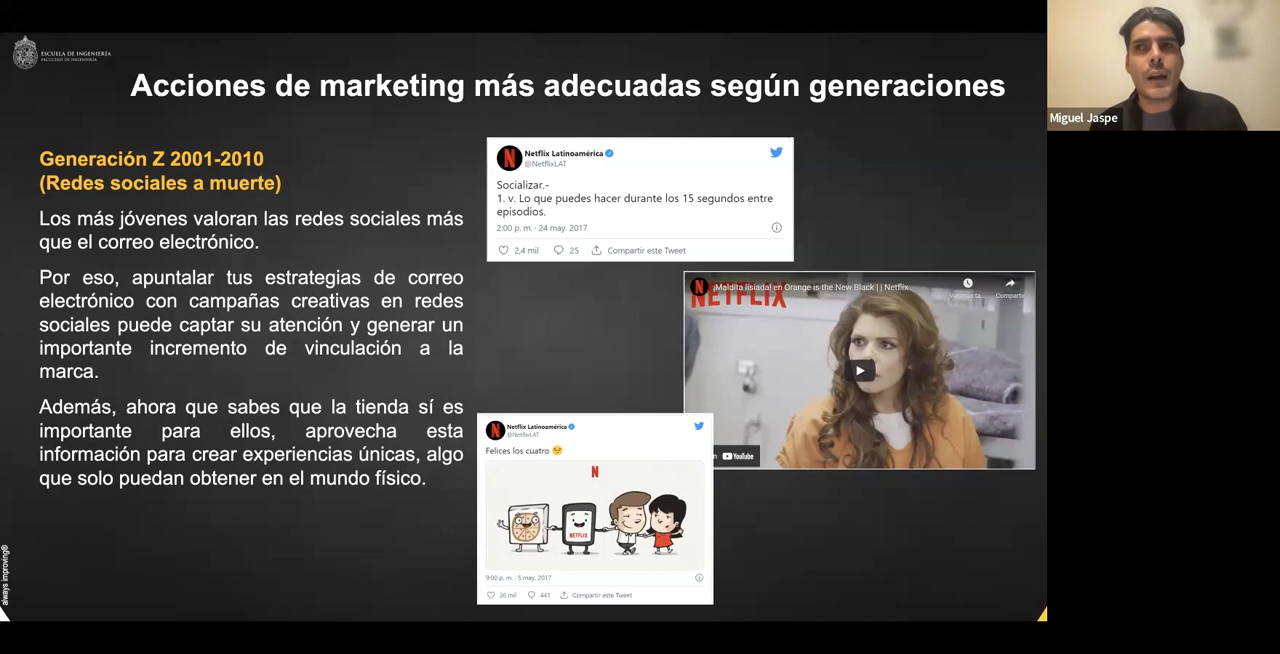 ESCUELA DE INGENIERÍA
FACULTAD DE INGENIERÍA
Acciones de marketing más adecuadas según generaciones
Miguel Jaspe
Generación Z 2001-2010
(Redes sociales a muerte)
Los más jóvenes valoran las redes sociales más
que el correo electrónico.
Por eso, apuntalar tus estrategias de correo
electrónico con campañas creativas en redes
sociales puede captar su atención y generar un
importante incremento de vinculación a la
marca.
Además, ahora que sabes que la tienda sí es
importante para ellos, aprovecha esta
información para crear experiencias únicas, algo
que solo puedan obtener en el mundo físico.
Netflix Latinoamérica
@NetflixLAT
Socializar.-
1. v. Lo que puedes hacer durante los 15 segundos entre
episodios.
2:00 p. m. · 24 may. 2017
2,4 mil 25 Compartir este Tweet
¡Maldita lisiada! en Orange is the New Black | | Netflix
NETFLIX
YouTube
Netflix Latinoamérica
@NetflixLAT
Felices los cuatro
N
NETFLIX
9:00 p. m. · 5 may. 2017
36 mil 441 Compartir este Tweet
always improving®